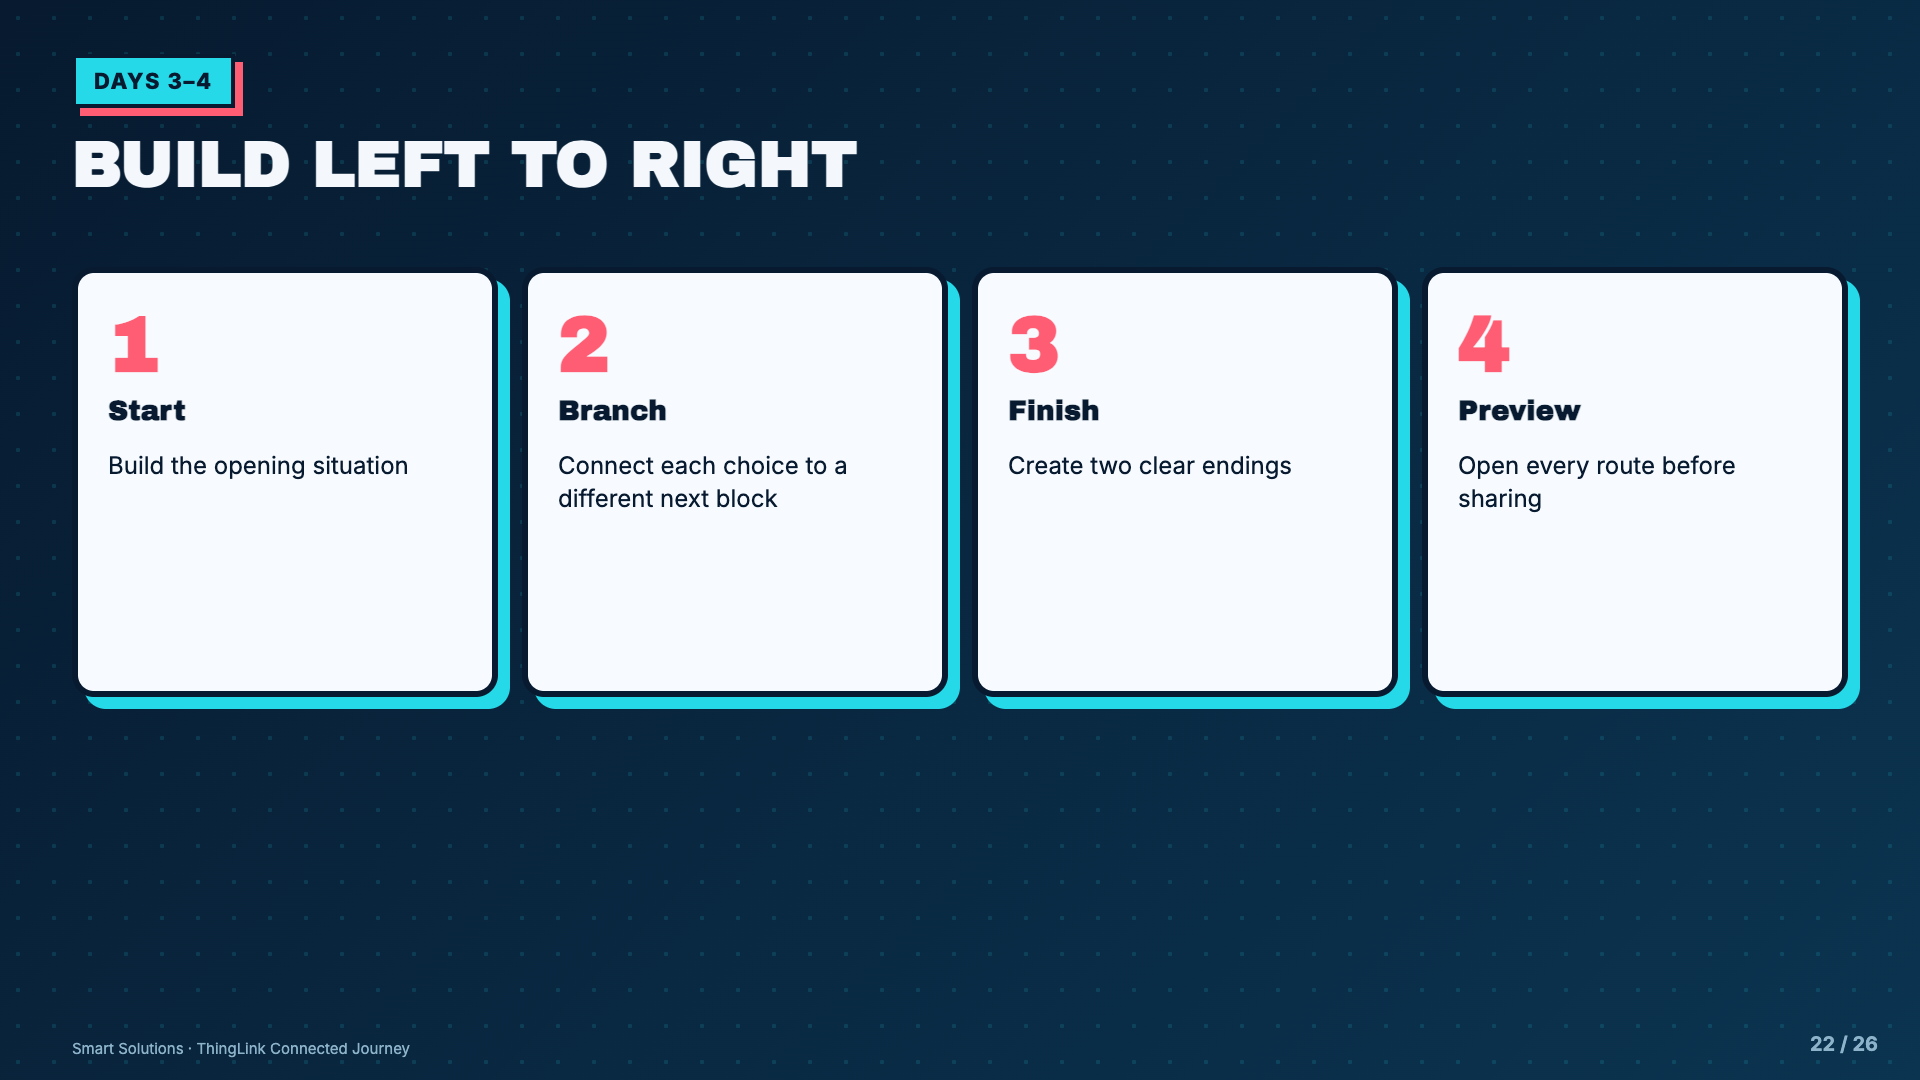 DAYS 3–4
BUILD LEFT TO RIGHT
1
Start
Build the opening situation
2
Branch
Connect each choice to a
different next block
3
Finish
Create two clear endings
4
Preview
Open every route before
sharing
Smart Solutions · ThingLink Connected Journey
22 / 26